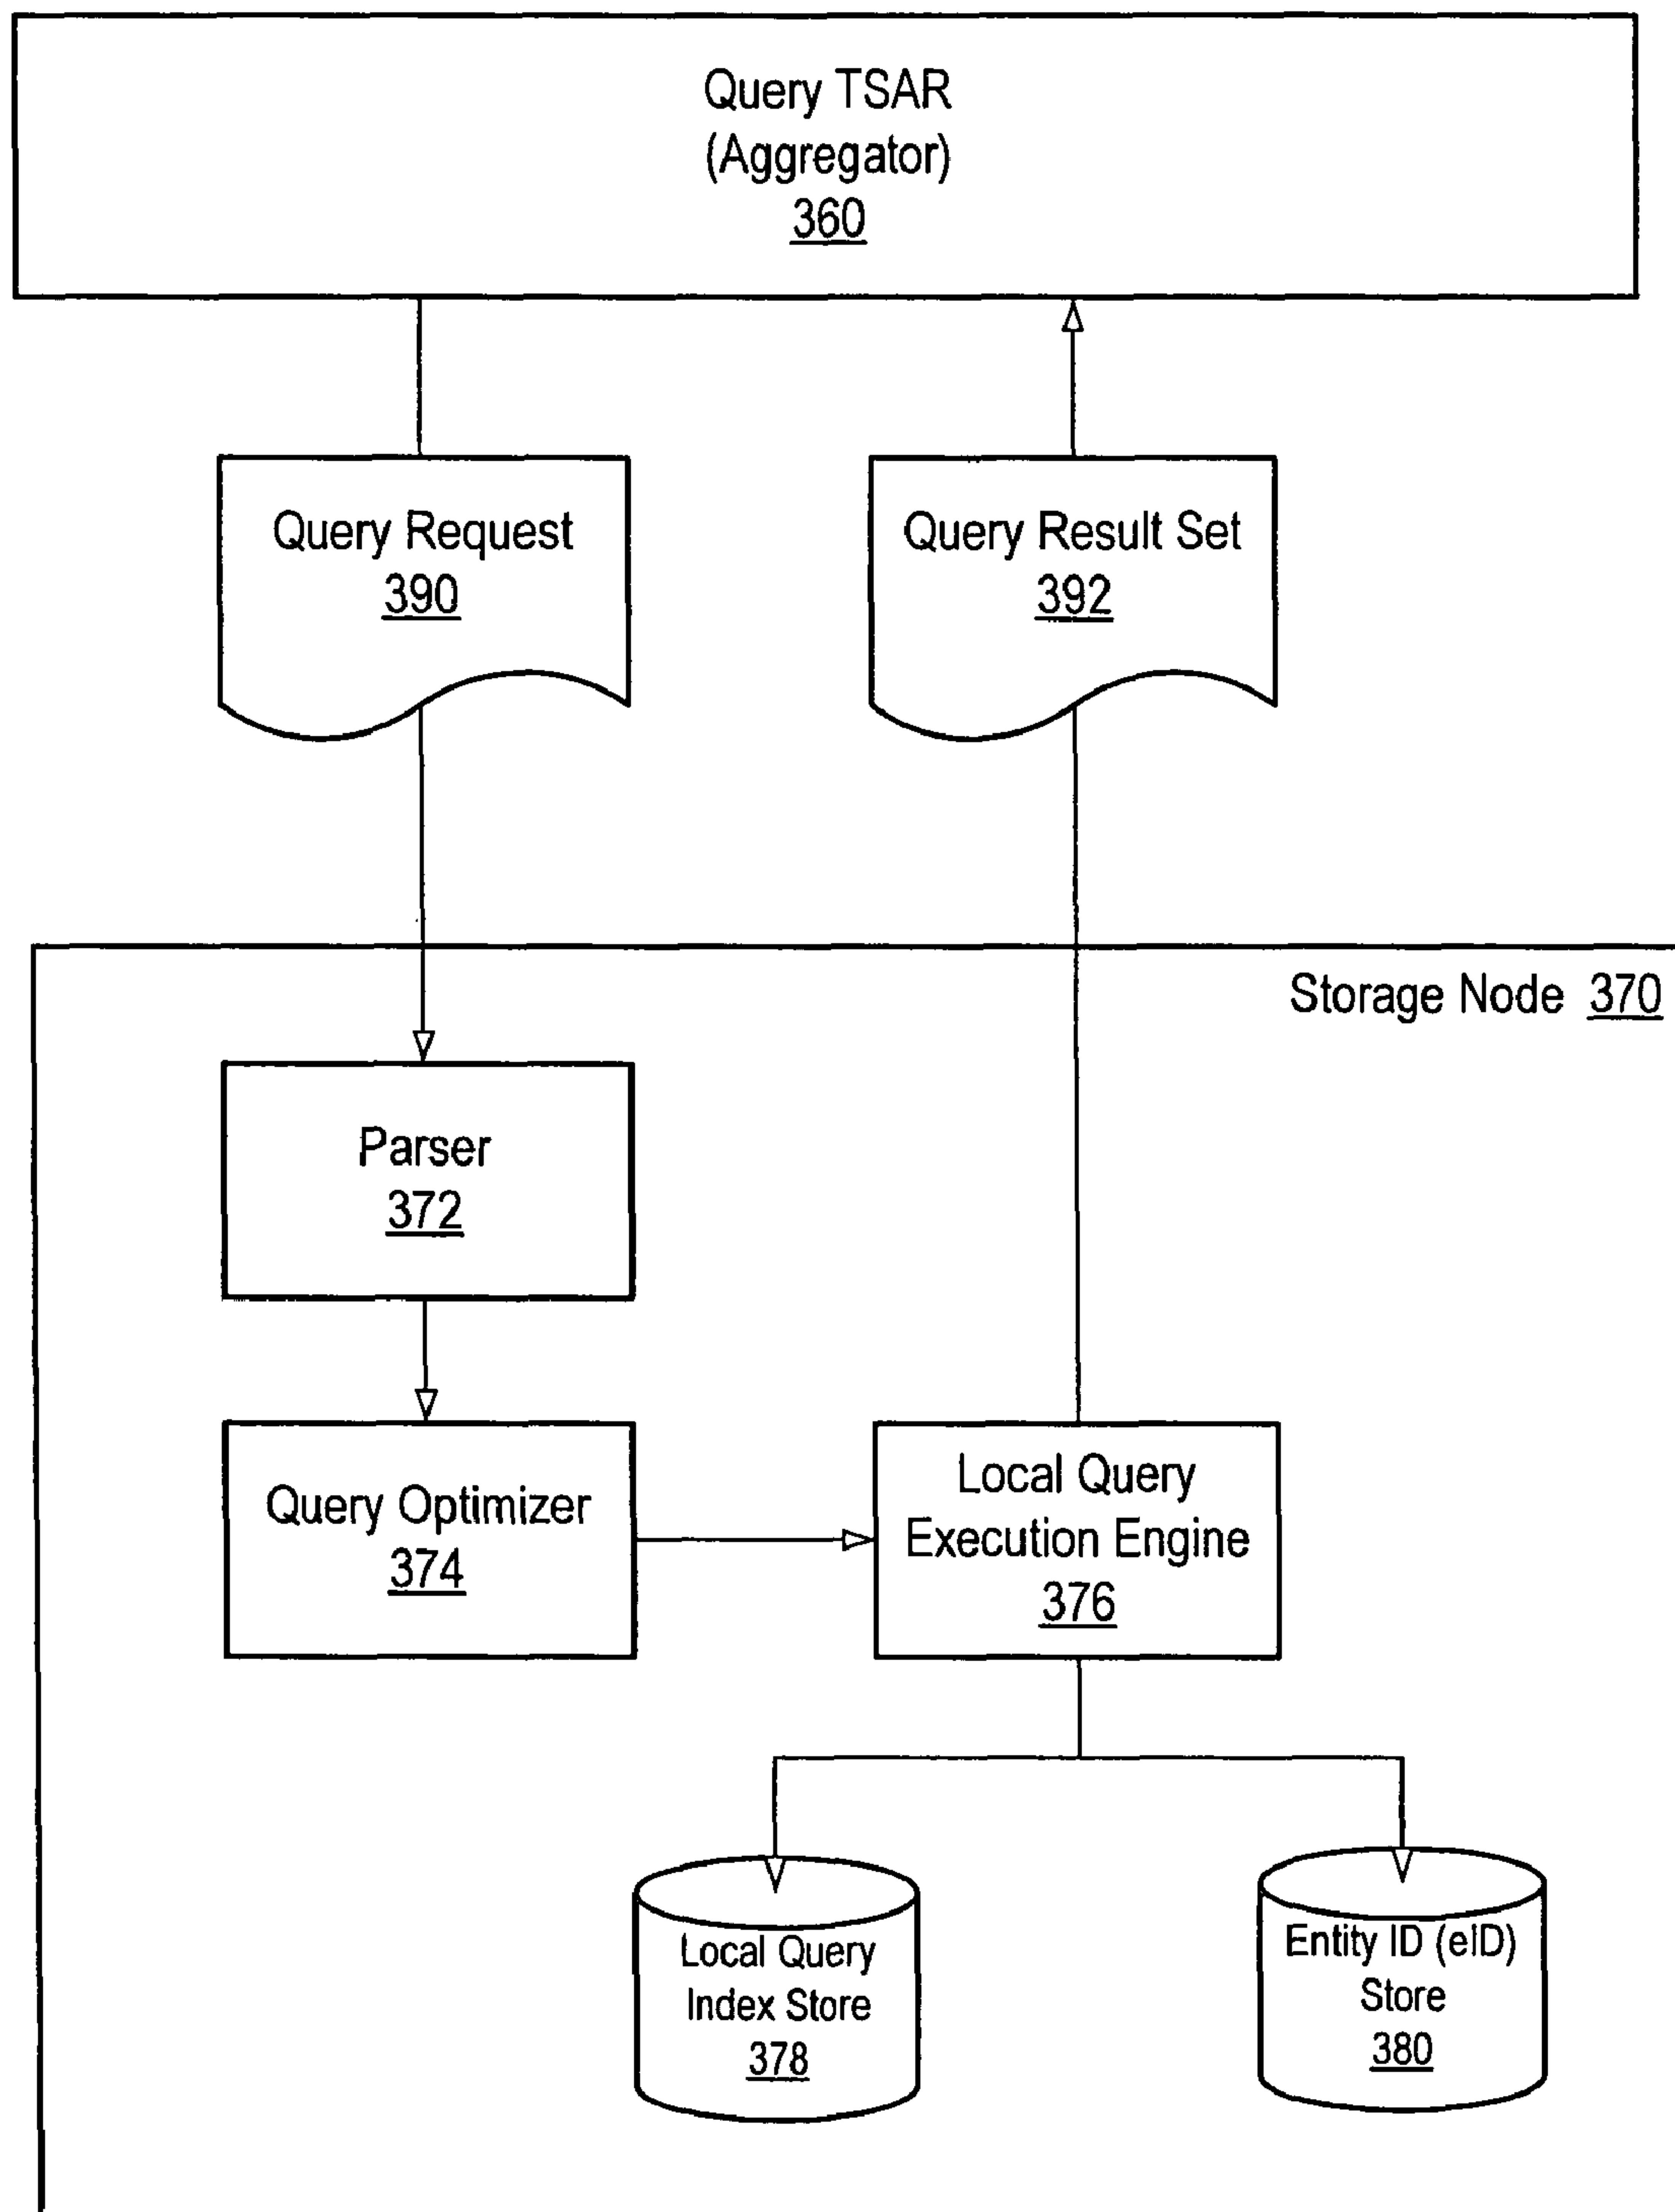 Query TSAR
(Aggregator)
360
Query Request
390
Query Result Set
392
Storage Node 370
Parser
372
Query Optimizer
374
Local Query
Execution Engine
376
Local Query
Index Store
378
Entity ID (eID)
Store
380